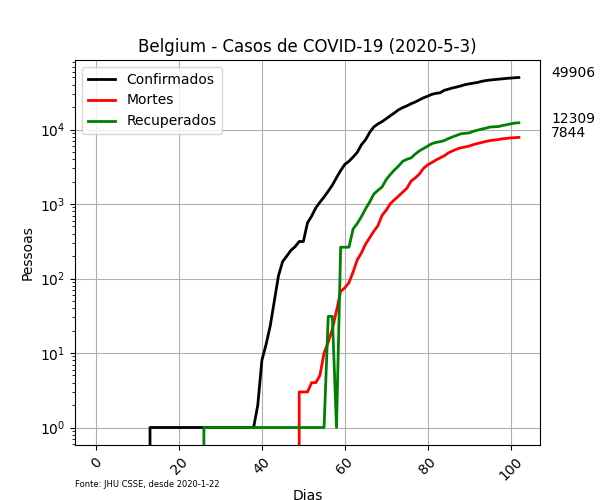 Belgium - Casos de COVID-19 (2020-5-3)
Confirmados
Mortes
Recuperados
49906
12309
7844
Pessoas
10⁴
10³
10²
10¹
10⁰
0
20
40
60
80
100
Dias
Fonte: JHU CSSE, desde 2020-1-22